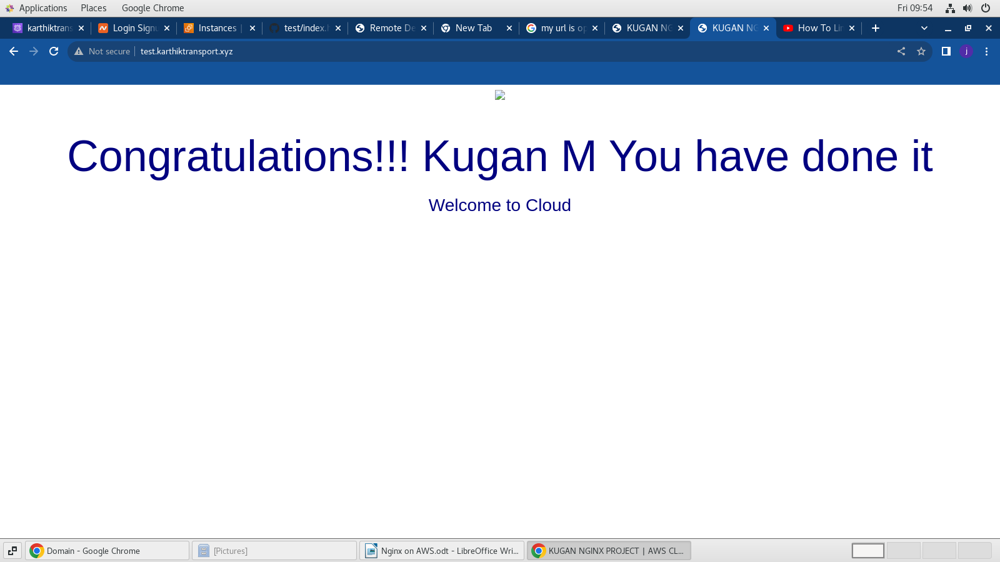 Applications Places Google Chrome Fri 09:54
karthiktrans Login Signu Instances | test/index.h Remote De New Tab my url is op KUGAN NG KUGAN NG How To Lin
Not secure test.karthiktransport.xyz j
Congratulations!!! Kugan M You have done it
Welcome to Cloud
Domain - Google Chrome [Pictures] Nginx on AWS.odt - LibreOffice Wri... KUGAN NGINX PROJECT | AWS CL...